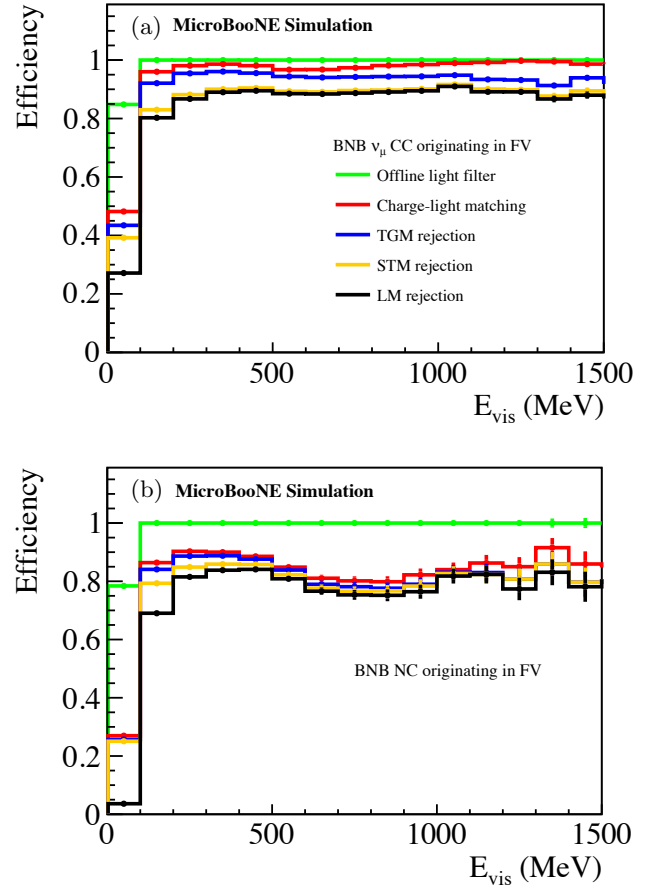 (a) MicroBooNE Simulation
Efficiency
1
0.8
0.6
0.4
0.2
0
BNB νμ CC originating in FV
Offline light filter
Charge-light matching
TGM rejection
STM rejection
LM rejection
0 500 1000 1500
Evis (MeV)
(b) MicroBooNE Simulation
Efficiency
1
0.8
0.6
0.4
0.2
0
BNB NC originating in FV
0 500 1000 1500
Evis (MeV)